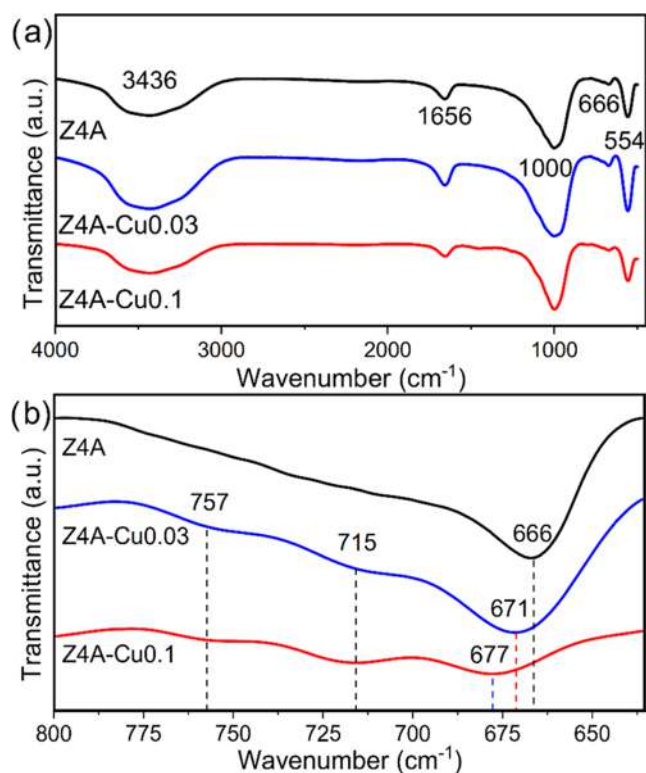 (a)
3436
Z4A
1656
666
1000
554
Z4A-Cu0.03
Z4A-Cu0.1
Transmittance (a.u.)
4000 3000 2000 1000
Wavenumber (cm⁻¹)
(b)
Z4A
757
Z4A-Cu0.03
715
666
671
Z4A-Cu0.1
677
Transmittance (a.u.)
800 775 750 725 700 675 650
Wavenumber (cm⁻¹)